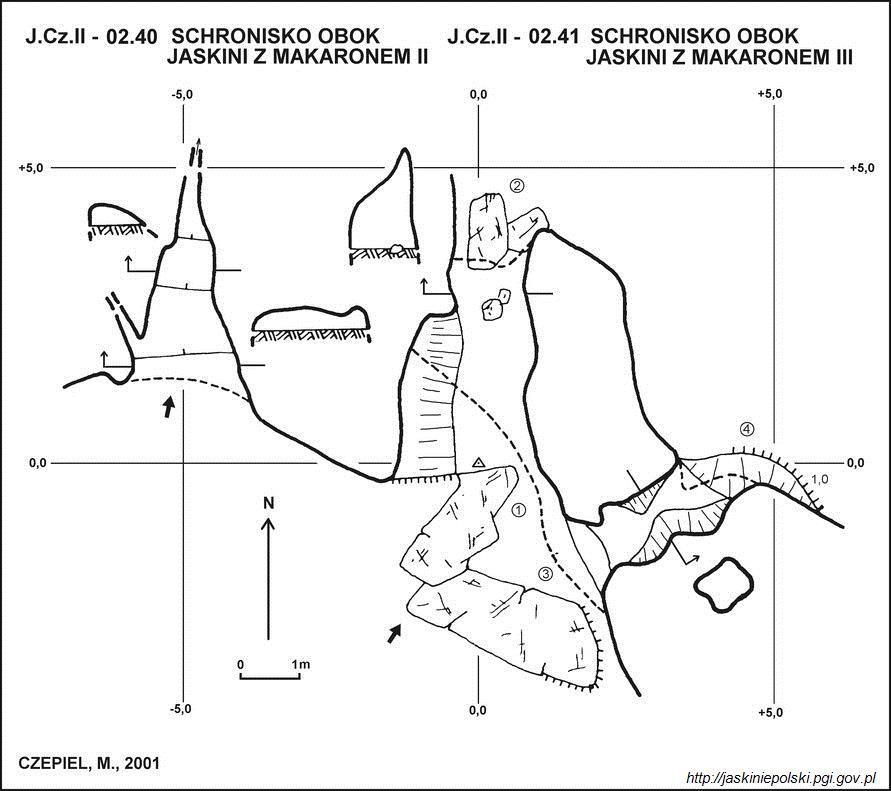 J.Cz.II - 02.40 SCHRONISKO OBOK
JASKINI Z MAKARONEM II
J.Cz.II - 02.41 SCHRONISKO OBOK
JASKINI Z MAKARONEM III
-5,0
0,0
+5,0
+5,0
+5,0
2
4
0,0
0,0
1,0
1
N
3
0
1m
-5,0
0,0
+5,0
CZEPIEL, M., 2001
http://jaskiniepolski.pgi.gov.pl